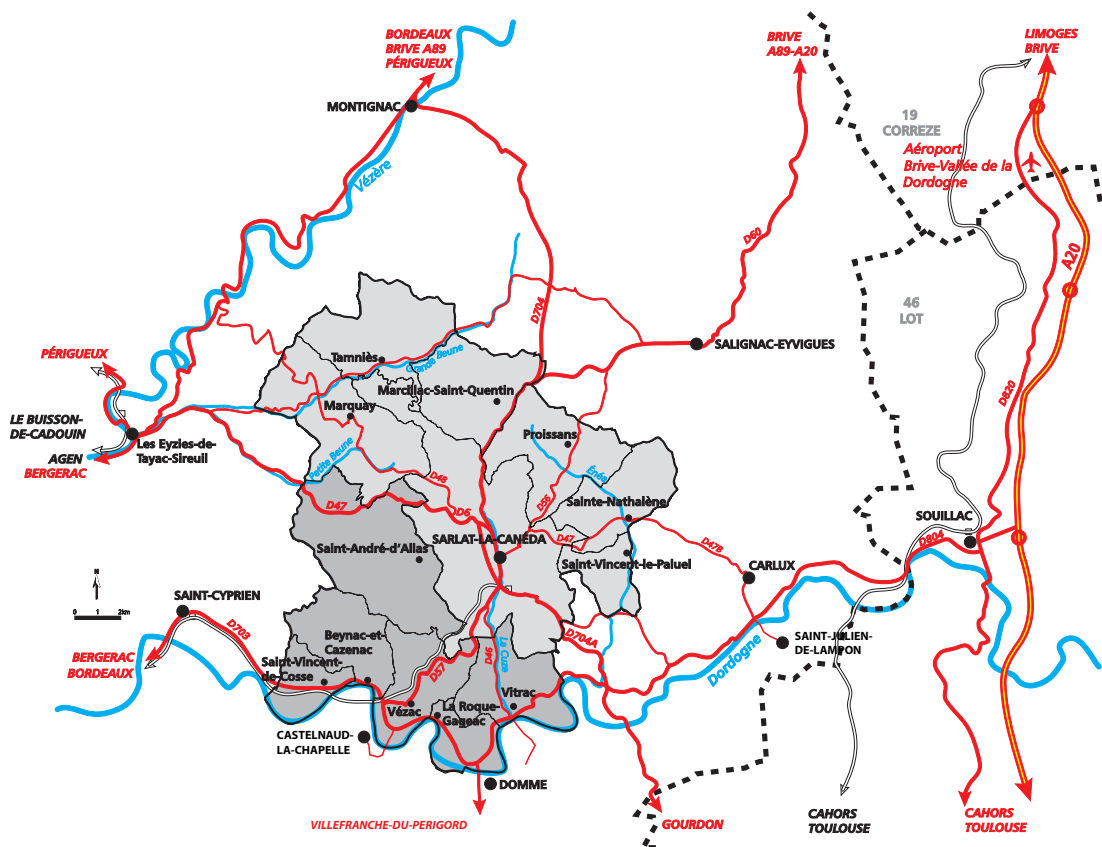 BORDEAUX
BRIVE A89
PÉRIGUEUX
BRIVE
A89-A20
LIMOGES
BRIVE
MONTIGNAC
19
CORREZE
Aéroport
Brive-Vallée de la
Dordogne
Vézère
D60
A20
D704
46
LOT
SALIGNAC-EYVIGUES
PÉRIGUEUX
Tamniès
Grande Beune
Marcillac-Saint-Quentin
D820
Marquay
LE BUISSON-
DE-CADOUIN
AGEN
BERGERAC
Les Eyzies-de-
Tayac-Sireuil
Proissans
Petite Beune
D48
Énéa
D47
D6
D56
Sainte-Nathalène
SOUILLAC
D804
SARLAT-LA-CANÉDA
D47
D47B
Saint-André-d'Allas
Saint-Vincent-le-Paluel
CARLUX
N
0 1 2km
SAINT-CYPRIEN
D703
Beynac-et-
Cazenac
D704A
SAINT-JULIEN-
DE-LAMPON
BERGERAC
BORDEAUX
Saint-Vincent-
de-Cosse
D57
D46
La Cuze
Dordogne
Vitrac
Vézac
La Roque-
Gageac
CASTELNAUD-
LA-CHAPELLE
DOMME
VILLEFRANCHE-DU-PERIGORD
GOURDON
CAHORS
TOULOUSE
CAHORS
TOULOUSE